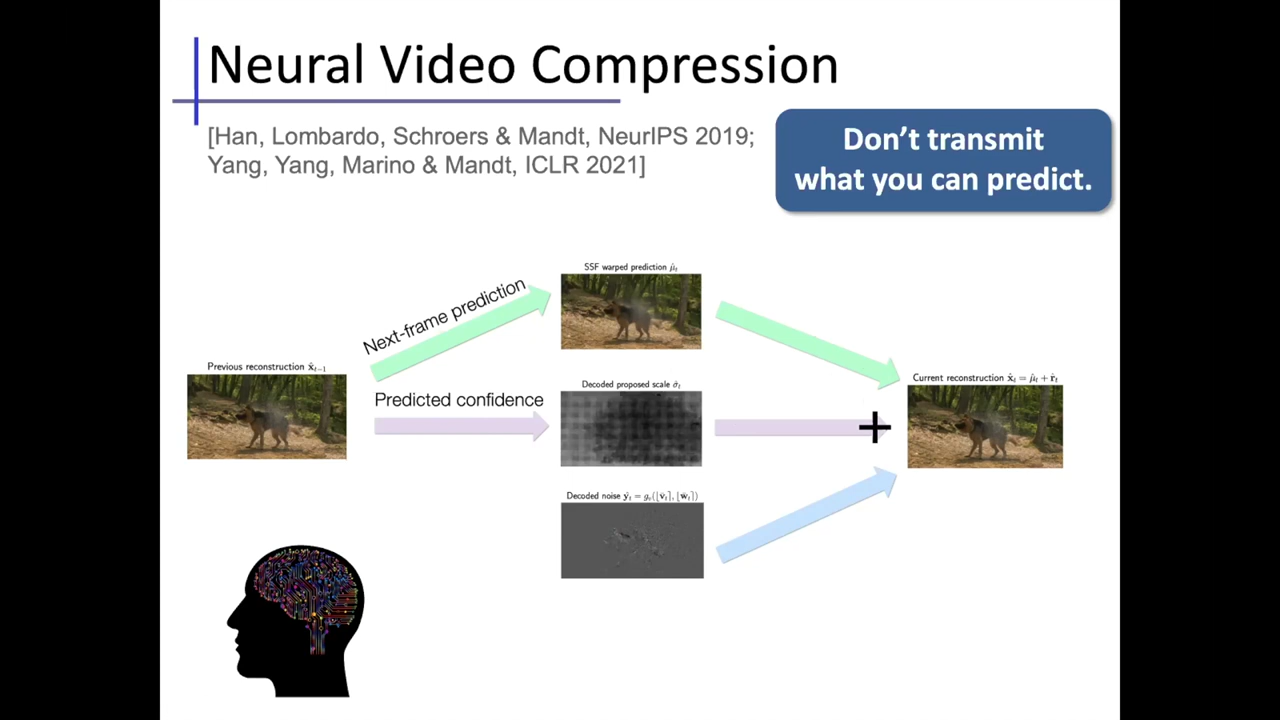 Neural Video Compression
[Han, Lombardo, Schroers & Mandt, NeurIPS 2019;
Yang, Yang, Marino & Mandt, ICLR 2021]
Don't transmit
what you can predict.
SSF warped prediction μ̂ₜ
Next-frame prediction
Previous reconstruction x̂ₜ₋₁
Predicted confidence
Decoded proposed scale σ̂ₜ
Current reconstruction x̂ₜ = μ̂ₜ + r̂ₜ
+
Decoded noise